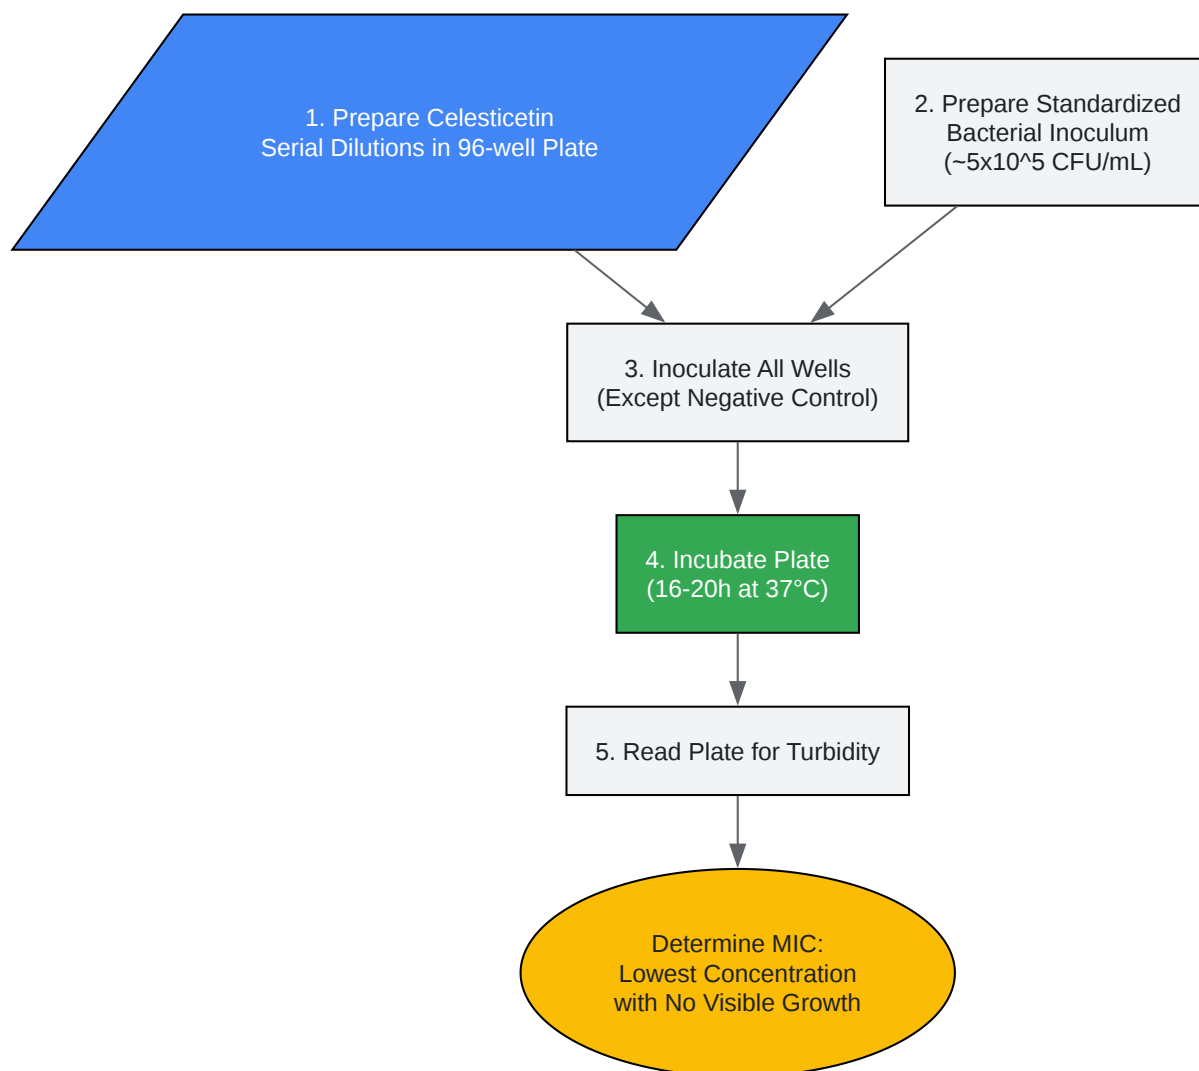 1. Prepare Celesticetin
Serial Dilutions in 96-well Plate
2. Prepare Standardized
Bacterial Inoculum
(~5x10^5 CFU/mL)
3. Inoculate All Wells
(Except Negative Control)
4. Incubate Plate
(16-20h at 37°C)
5. Read Plate for Turbidity
Determine MIC:
Lowest Concentration
with No Visible Growth